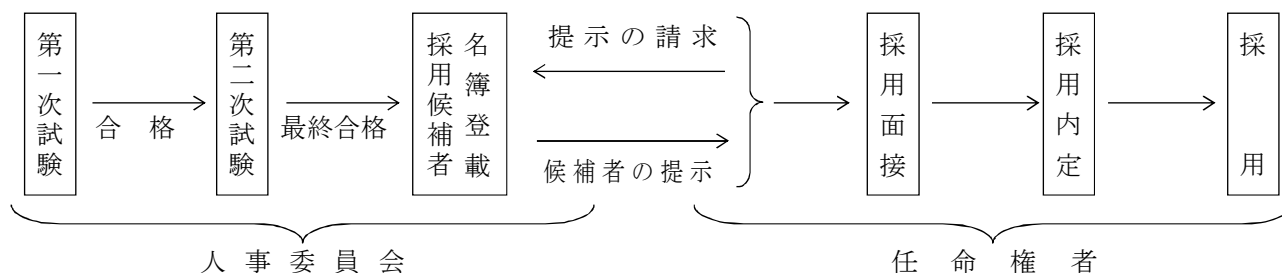 第一次試験
合格
第二次試験
最終合格
採用候補者
名簿登載
提示の請求
候補者の提示
採用面接
採用内定
採用
人事委員会
任命権者